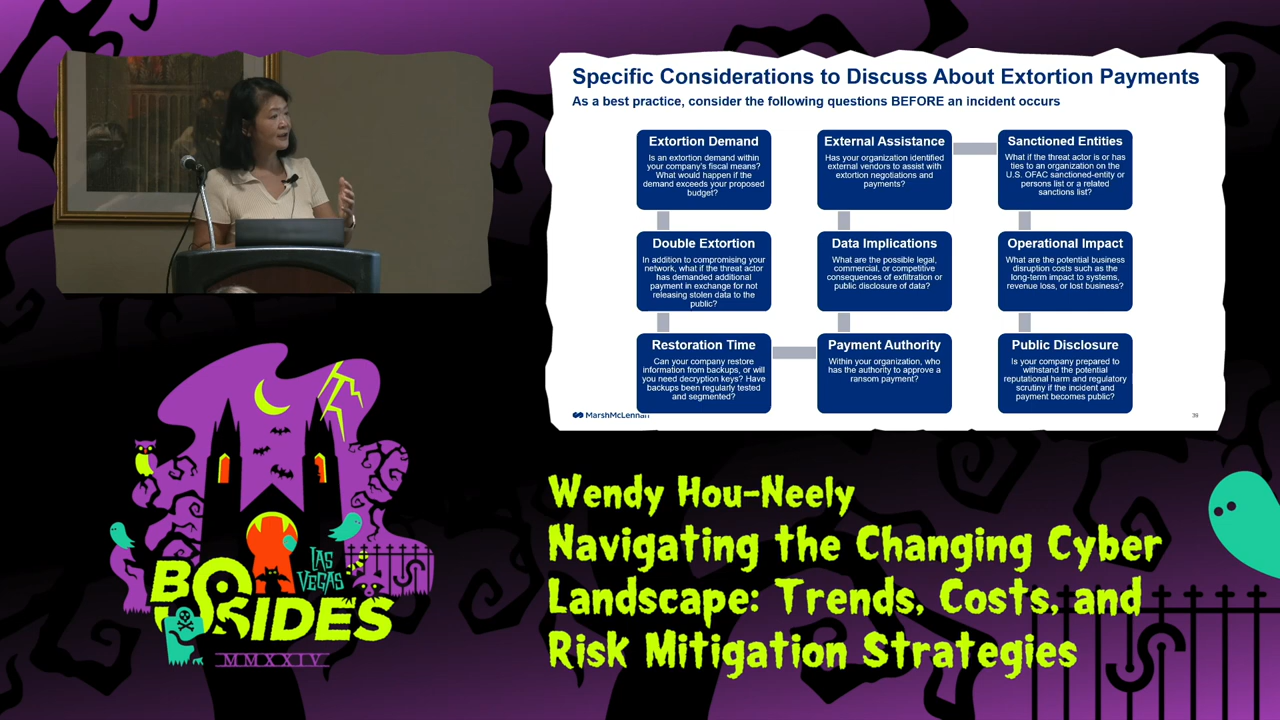 Specific Considerations to Discuss About Extortion Payments
As a best practice, consider the following questions BEFORE an incident occurs
Extortion Demand
Is an extortion demand within
your company's fiscal means?
What would happen if the
demand exceeds your proposed
budget?
Double Extortion
In addition to compromising your
network, what if the threat actor
has demanded additional
payment in exchange for not
releasing stolen data to the
public?
Restoration Time
Can your company restore
information from backups, or will
you need decryption keys? Have
backups been regularly tested
and segmented?
External Assistance
Has your organization identified
external vendors to assist with
extortion negotiations and
payments?
Data Implications
What are the possible legal,
commercial, or competitive
consequences of exfiltration or
public disclosure of data?
Payment Authority
Within your organization, who
has the authority to approve a
ransom payment?
Sanctioned Entities
What if the threat actor is or has
ties to an organization on the
U.S. OFAC sanctioned-entity or
persons list or a related
sanctions list?
Operational Impact
What are the potential business
disruption costs such as the
long-term impact to systems,
revenue loss, or lost business?
Public Disclosure
Is your company prepared to
withstand the potential
reputational harm and regulatory
scrutiny if the incident and
payment becomes public?
MarshMcLennan
39
LAS
VEGAS
BSIDES
MMXXIV
Wendy Hou-Neely
Navigating the Changing Cyber
Landscape: Trends, Costs, and
Risk Mitigation Strategies